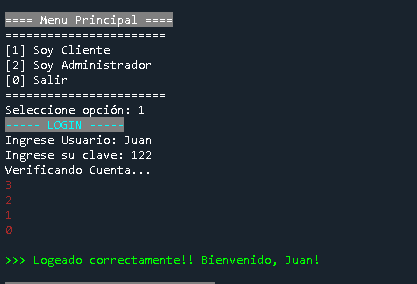 ==== Menu Principal ====
=======================
[1] Soy Cliente
[2] Soy Administrador
[0] Salir
=======================
Seleccione opción: 1
----- LOGIN -----
Ingrese Usuario: Juan
Ingrese su clave: 122
Verificando Cuenta...
3
2
1
0
>>> Logeado correctamente!! Bienvenido, Juan!